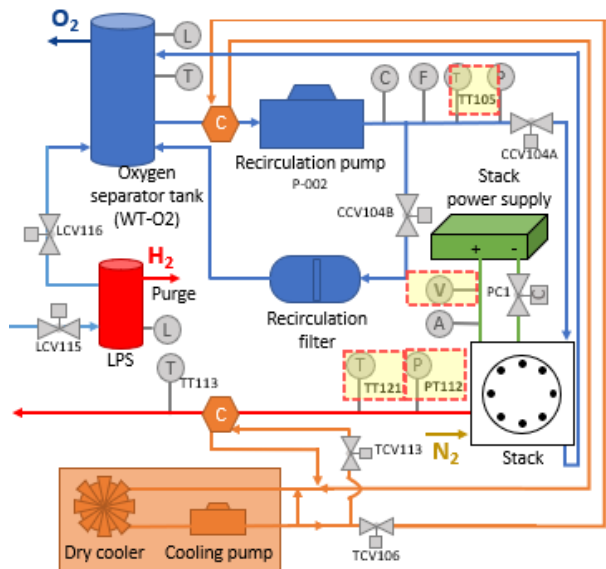 O₂
L
T
C
Oxygen
separator tank
(WT-O2)
Recirculation pump
P-002
C
F
T
P
TT105
CCV104A
CCV104B
Stack
power supply
+
-
LCV116
H₂
Purge
L
LCV115
LPS
Recirculation
filter
V
A
PC1
C
T
TT113
T
TT121
P
PT112
C
N₂
Stack
TCV113
Dry cooler
Cooling pump
TCV106